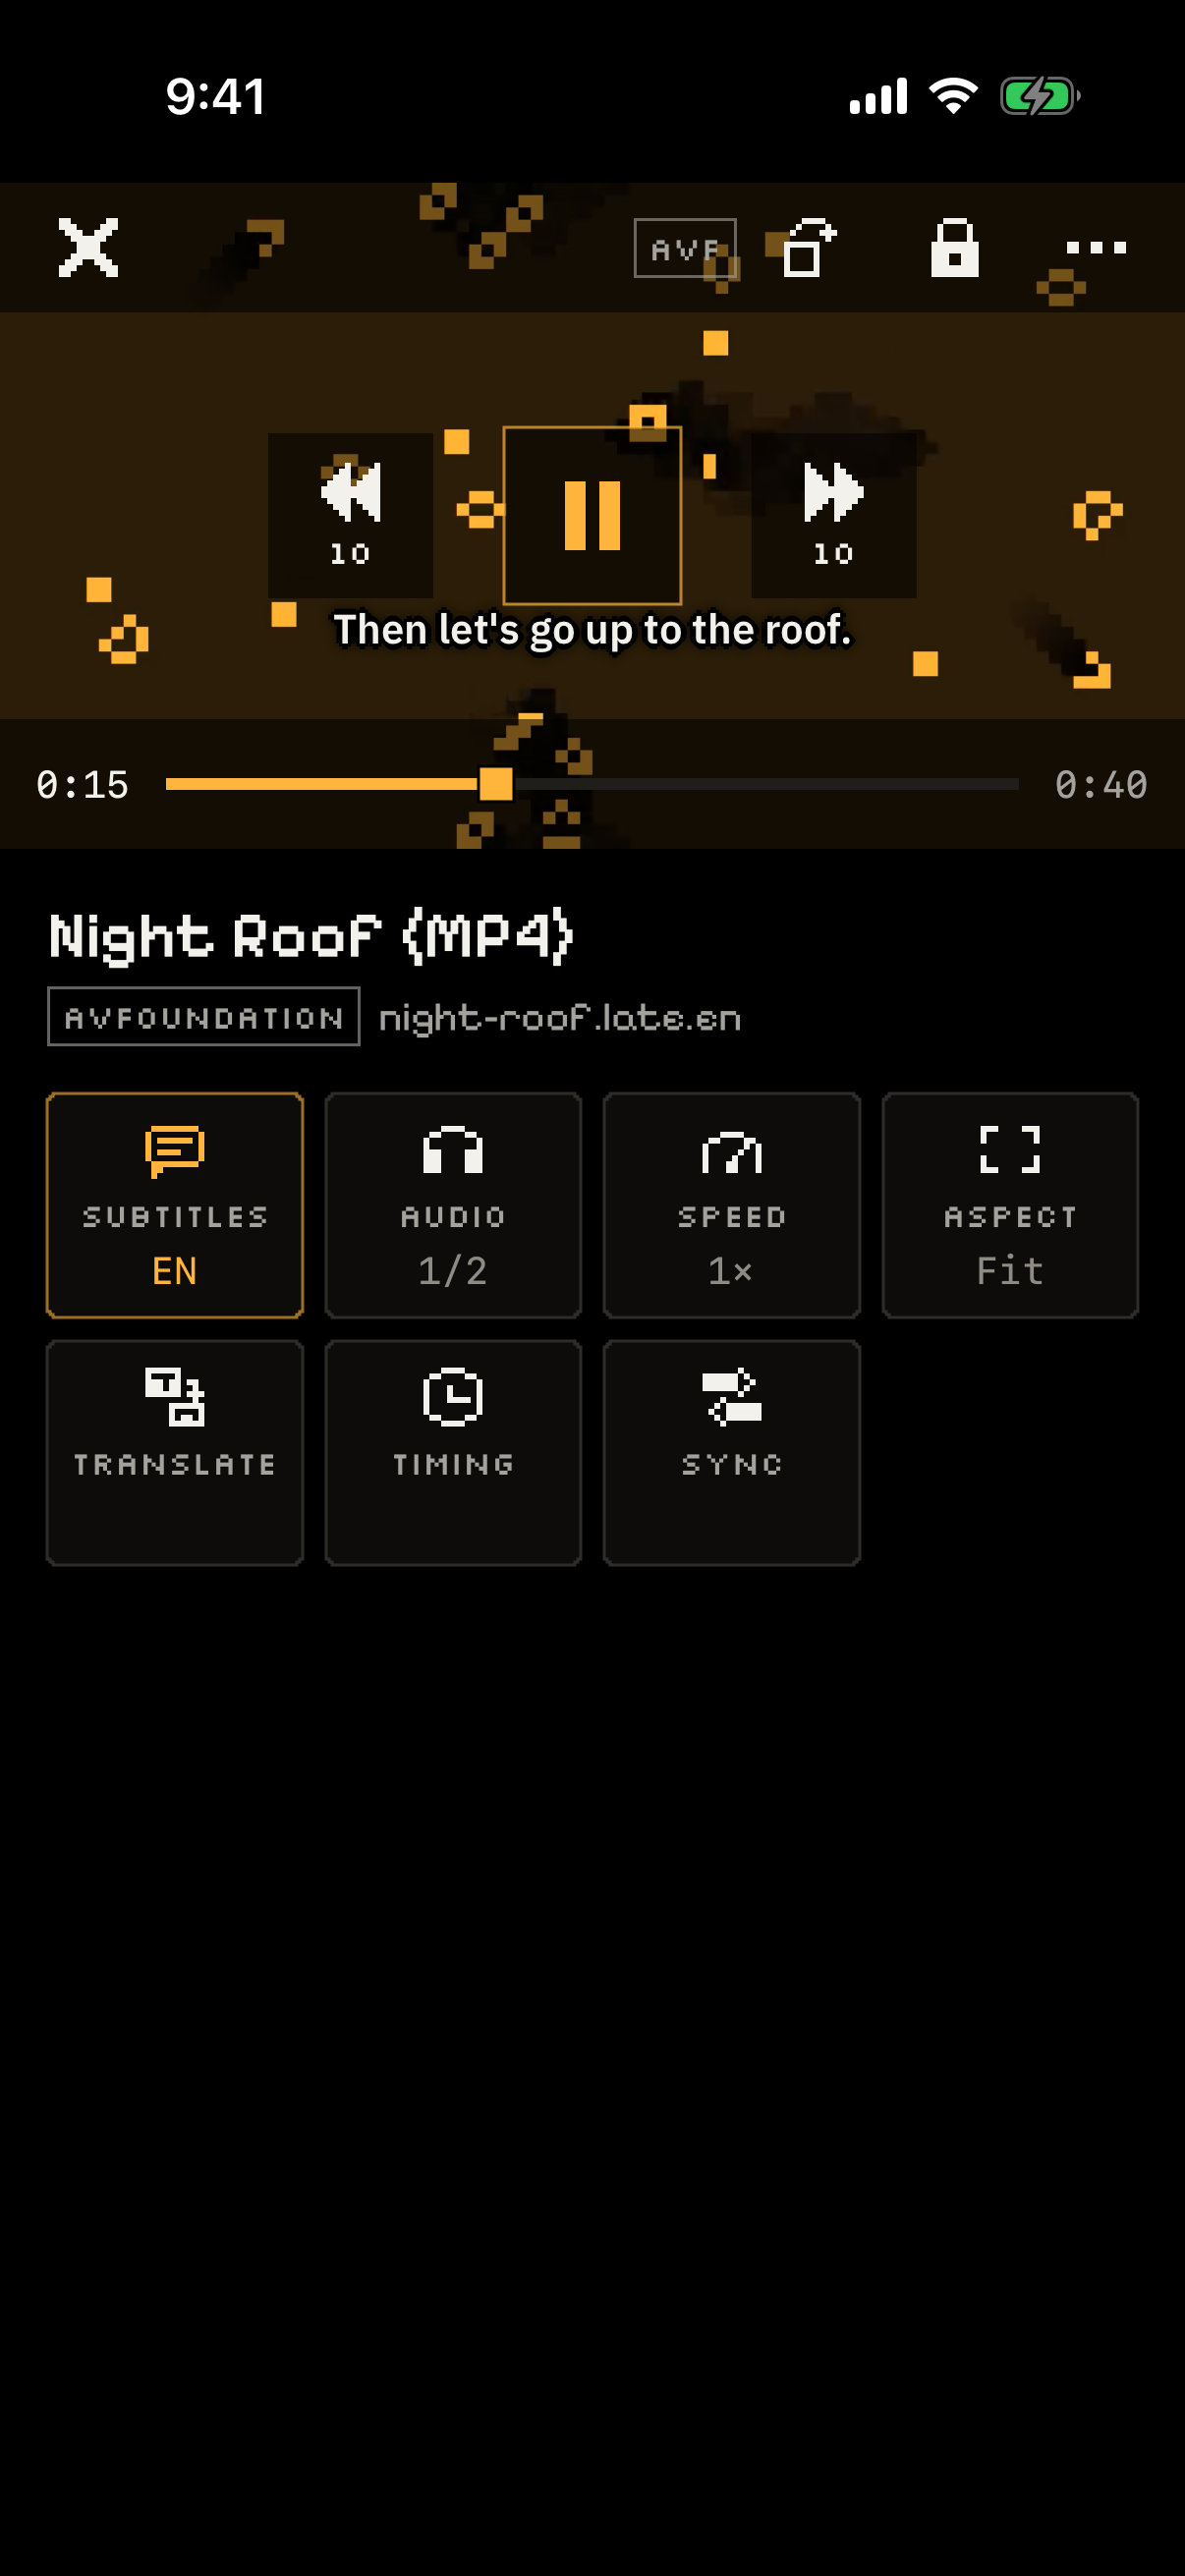 9:41
AVF
10
10
Then let's go up to the roof.
0:15
0:40
Night Roof (MP4)
AVFOUNDATION night-roof.late.en
SUBTITLES AUDIO SPEED ASPECT
EN 1/2 1× Fit
TRANSLATE TIMING SYNC